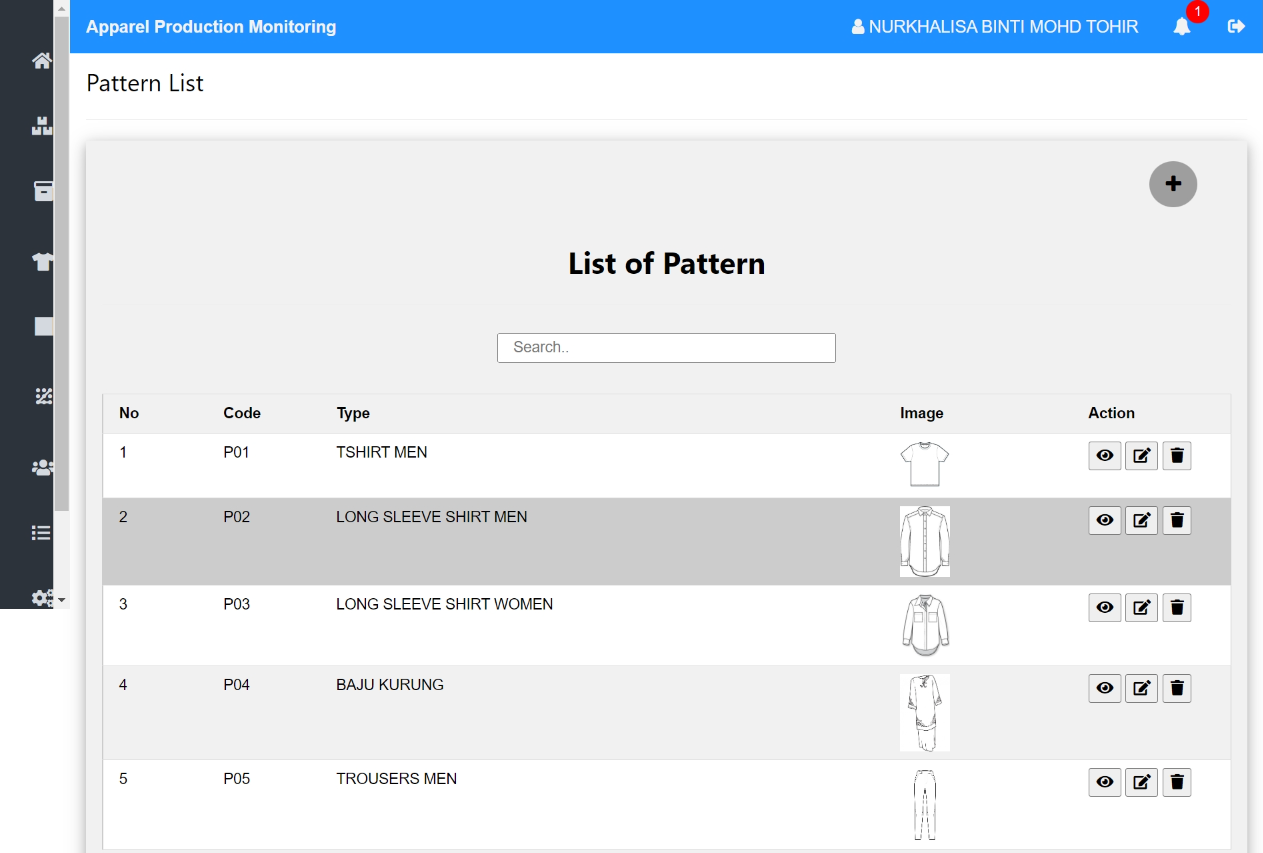 Apparel Production Monitoring NURKHALISA BINTI MOHD TOHIR 1
Pattern List
List of Pattern
Search..
No Code Type Image Action
1 P01 TSHIRT MEN
2 P02 LONG SLEEVE SHIRT MEN
3 P03 LONG SLEEVE SHIRT WOMEN
4 P04 BAJU KURUNG
5 P05 TROUSERS MEN